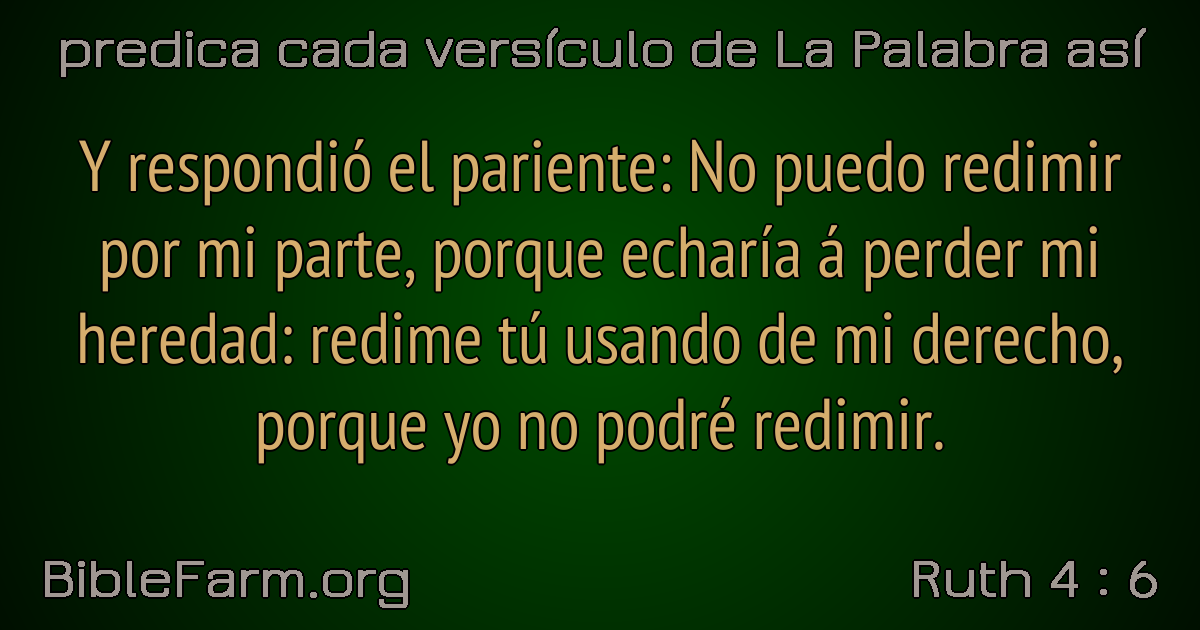 predica cada versículo de La Palabra así
Y respondió el pariente: No puedo redimir
por mi parte, porque echaría á perder mi
heredad: redime tú usando de mi derecho,
porque yo no podré redimir.
BibleFarm.org
Ruth 4 : 6